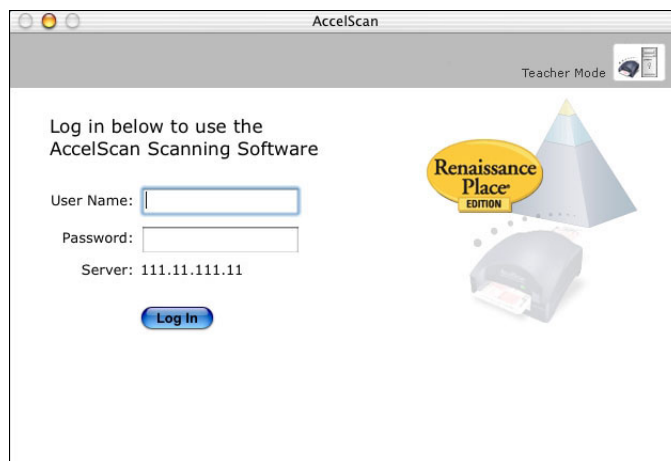 AccelScan
Teacher Mode
Log in below to use the
AccelScan Scanning Software
Renaissance
Place
EDITION
User Name:
Password:
Server: 111.11.111.11
Log In